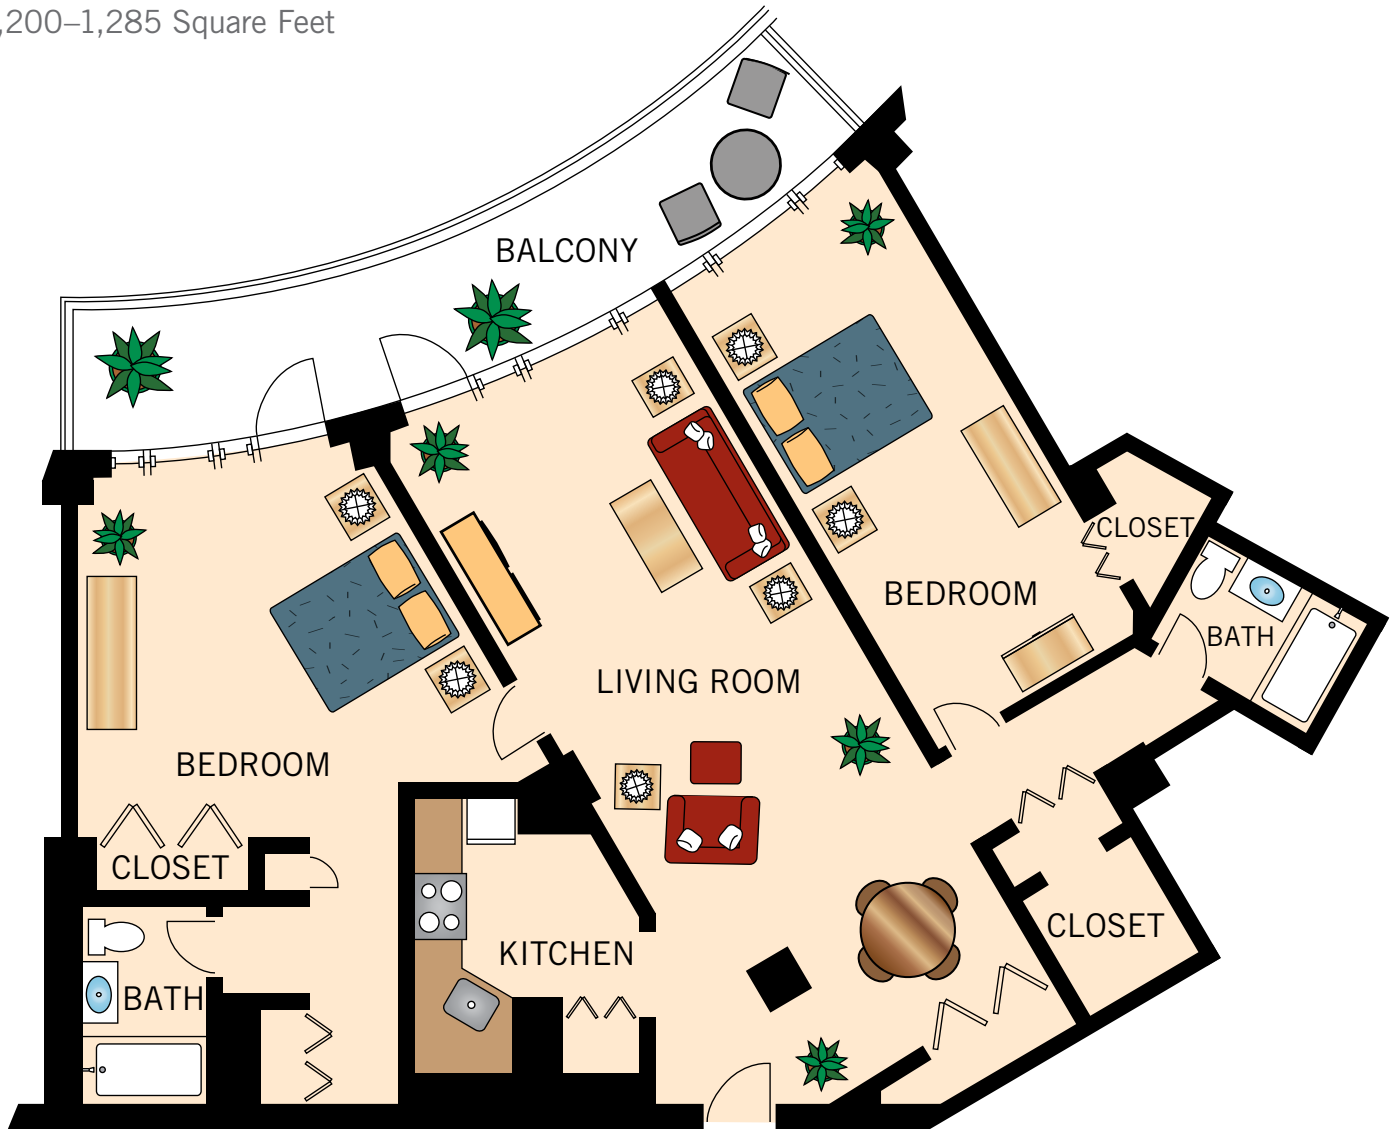 ,200–1,285 Square Feet
BALCONY
CLOSET
BEDROOM
BATH
LIVING ROOM
BEDROOM
CLOSET
CLOSET
KITCHEN
BATH